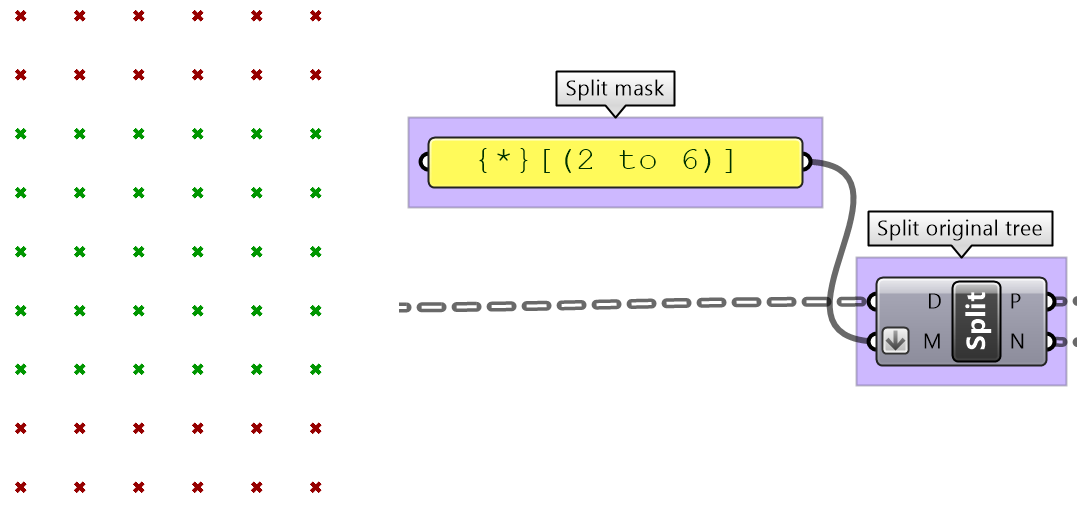 Split mask
{*}[(2 to 6)]
Split original tree
D
P
Split
M
N